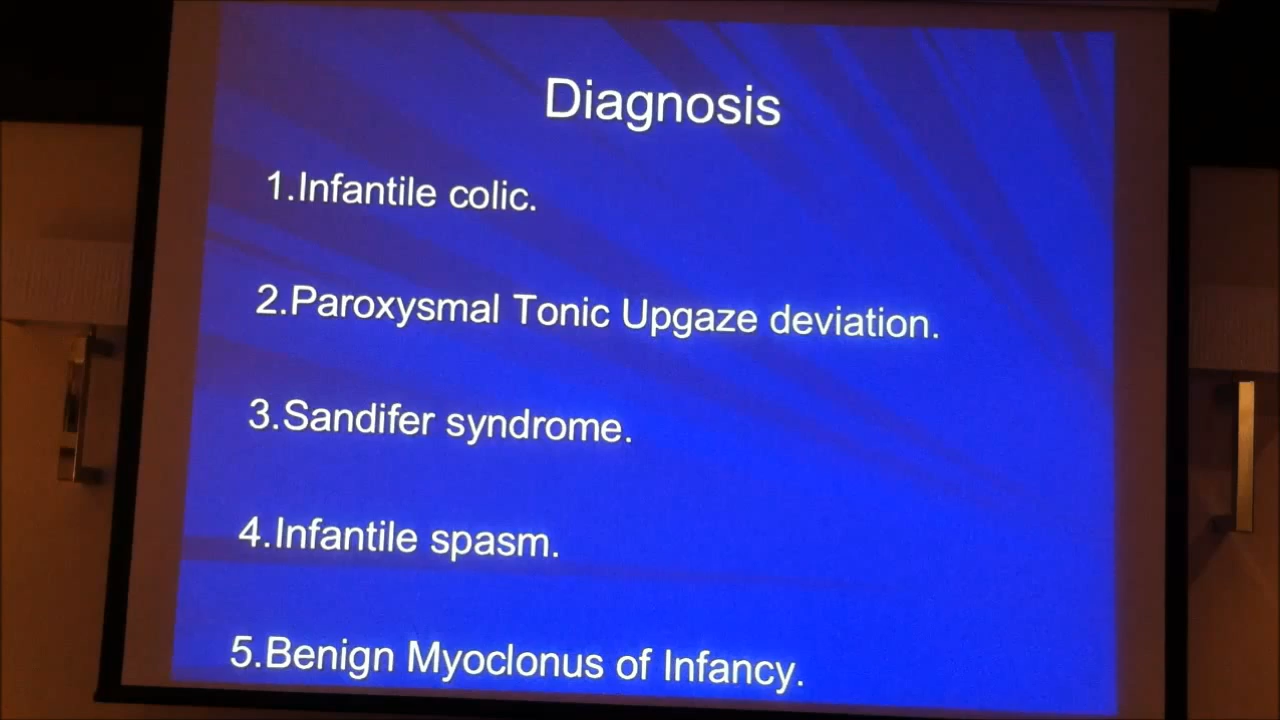 Diagnosis
1.Infantile colic.
2.Paroxysmal Tonic Upgaze deviation.
3.Sandifer syndrome.
4.Infantile spasm.
5.Benign Myoclonus of Infancy.